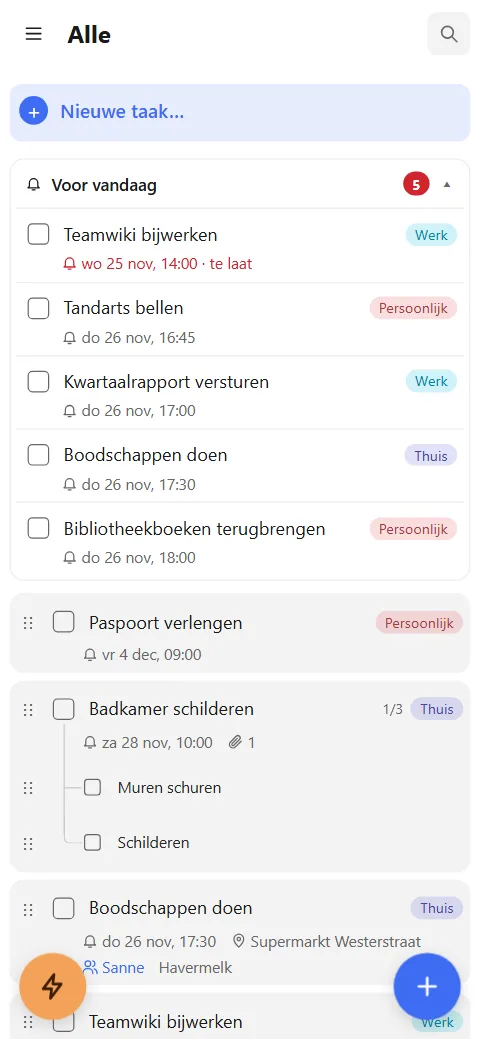 Alle
Nieuwe taak...
Voor vandaag 5
Teamwiki bijwerken Werk
wo 25 nov, 14:00 · te laat
Tandarts bellen Persoonlijk
do 26 nov, 16:45
Kwartaalrapport versturen Werk
do 26 nov, 17:00
Boodschappen doen Thuis
do 26 nov, 17:30
Bibliotheekboeken terugbrengen Persoonlijk
do 26 nov, 18:00
Paspoort verlengen Persoonlijk
vr 4 dec, 09:00
Badkamer schilderen 1/3 Thuis
za 28 nov, 10:00 1
Muren schuren
Schilderen
Boodschappen doen Thuis
do 26 nov, 17:30 Supermarkt Westerstraat
Sanne Havermelk
Teamwiki bijwerken Werk